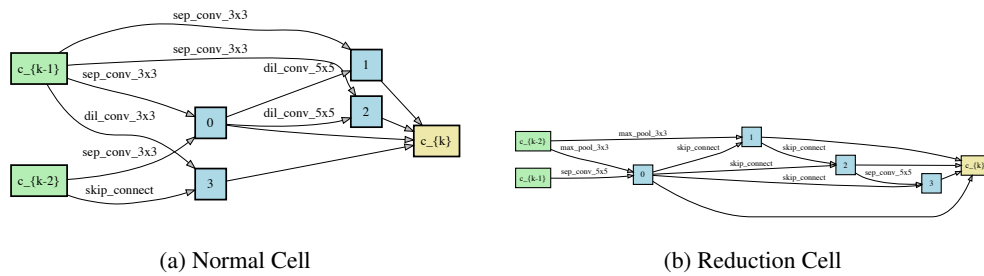 sep_conv_3x3
c_{k-1}
sep_conv_3x3
sep_conv_3x3
dil_conv_5x5
1
dil_conv_3x3
dil_conv_5x5
2
0
c_{k}
sep_conv_3x3
c_{k-2}
skip_connect
3
(a) Normal Cell
c_{k-2}
max_pool_3x3
1
max_pool_3x3
skip_connect
skip_connect
c_{k-1}
sep_conv_5x5
0
skip_connect
2
c_{k}
skip_connect
sep_conv_5x5
3
(b) Reduction Cell